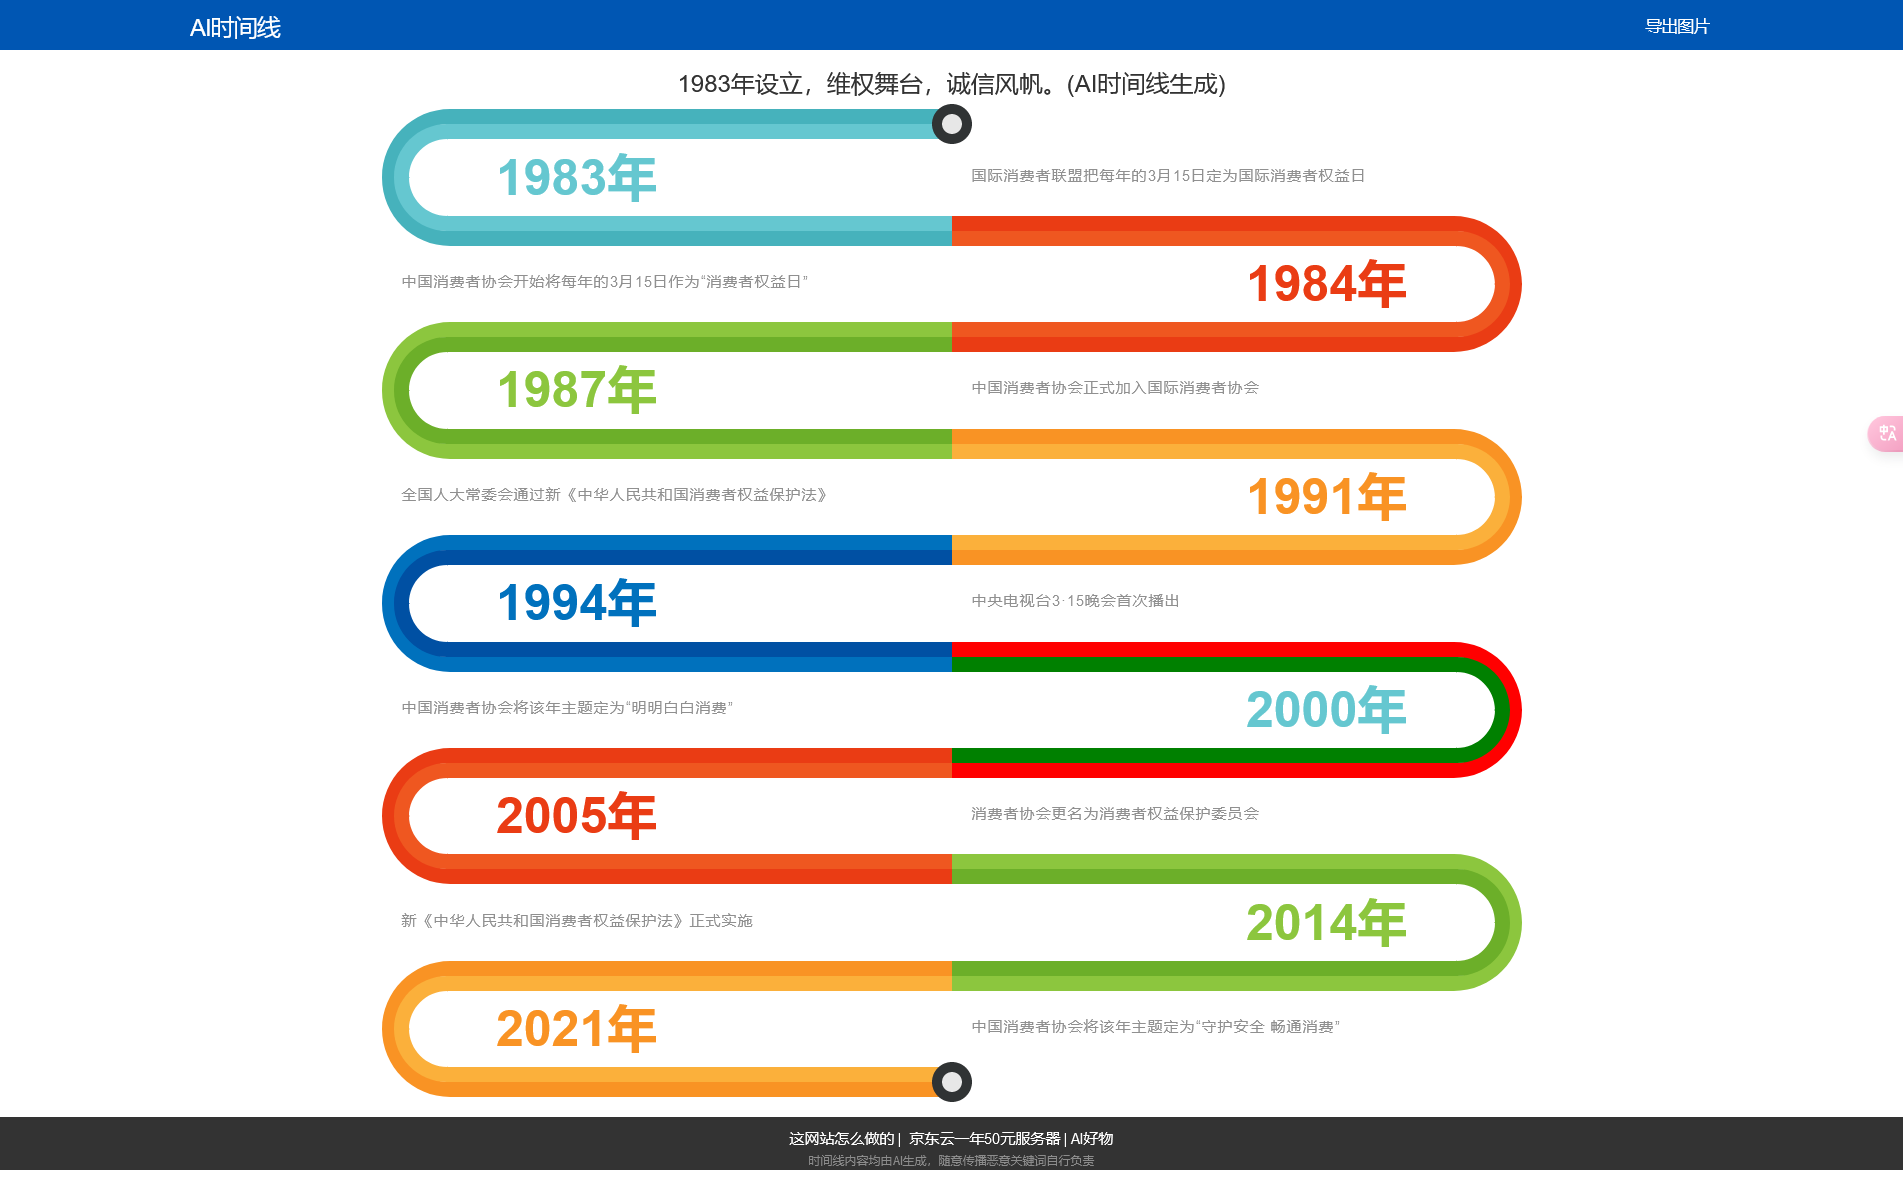 AI时间线
导出图片
1983年设立，维权舞台，诚信风帆。(AI时间线生成)
1983年
国际消费者联盟把每年的3月15日定为国际消费者权益日
中国消费者协会开始将每年的3月15日作为“消费者权益日”
1984年
1987年
中国消费者协会正式加入国际消费者协会
全国人大常委会通过新《中华人民共和国消费者权益保护法》
1991年
1994年
中央电视台3·15晚会首次播出
中国消费者协会将该年主题定为“明明白白消费”
2000年
2005年
消费者协会更名为消费者权益保护委员会
新《中华人民共和国消费者权益保护法》正式实施
2014年
2021年
中国消费者协会将该年主题定为“守护安全 畅通消费”
这网站怎么做的 | 京东云一年50元服务器 | AI好物
时间线内容均由AI生成，随意传播恶意关键词自行负责